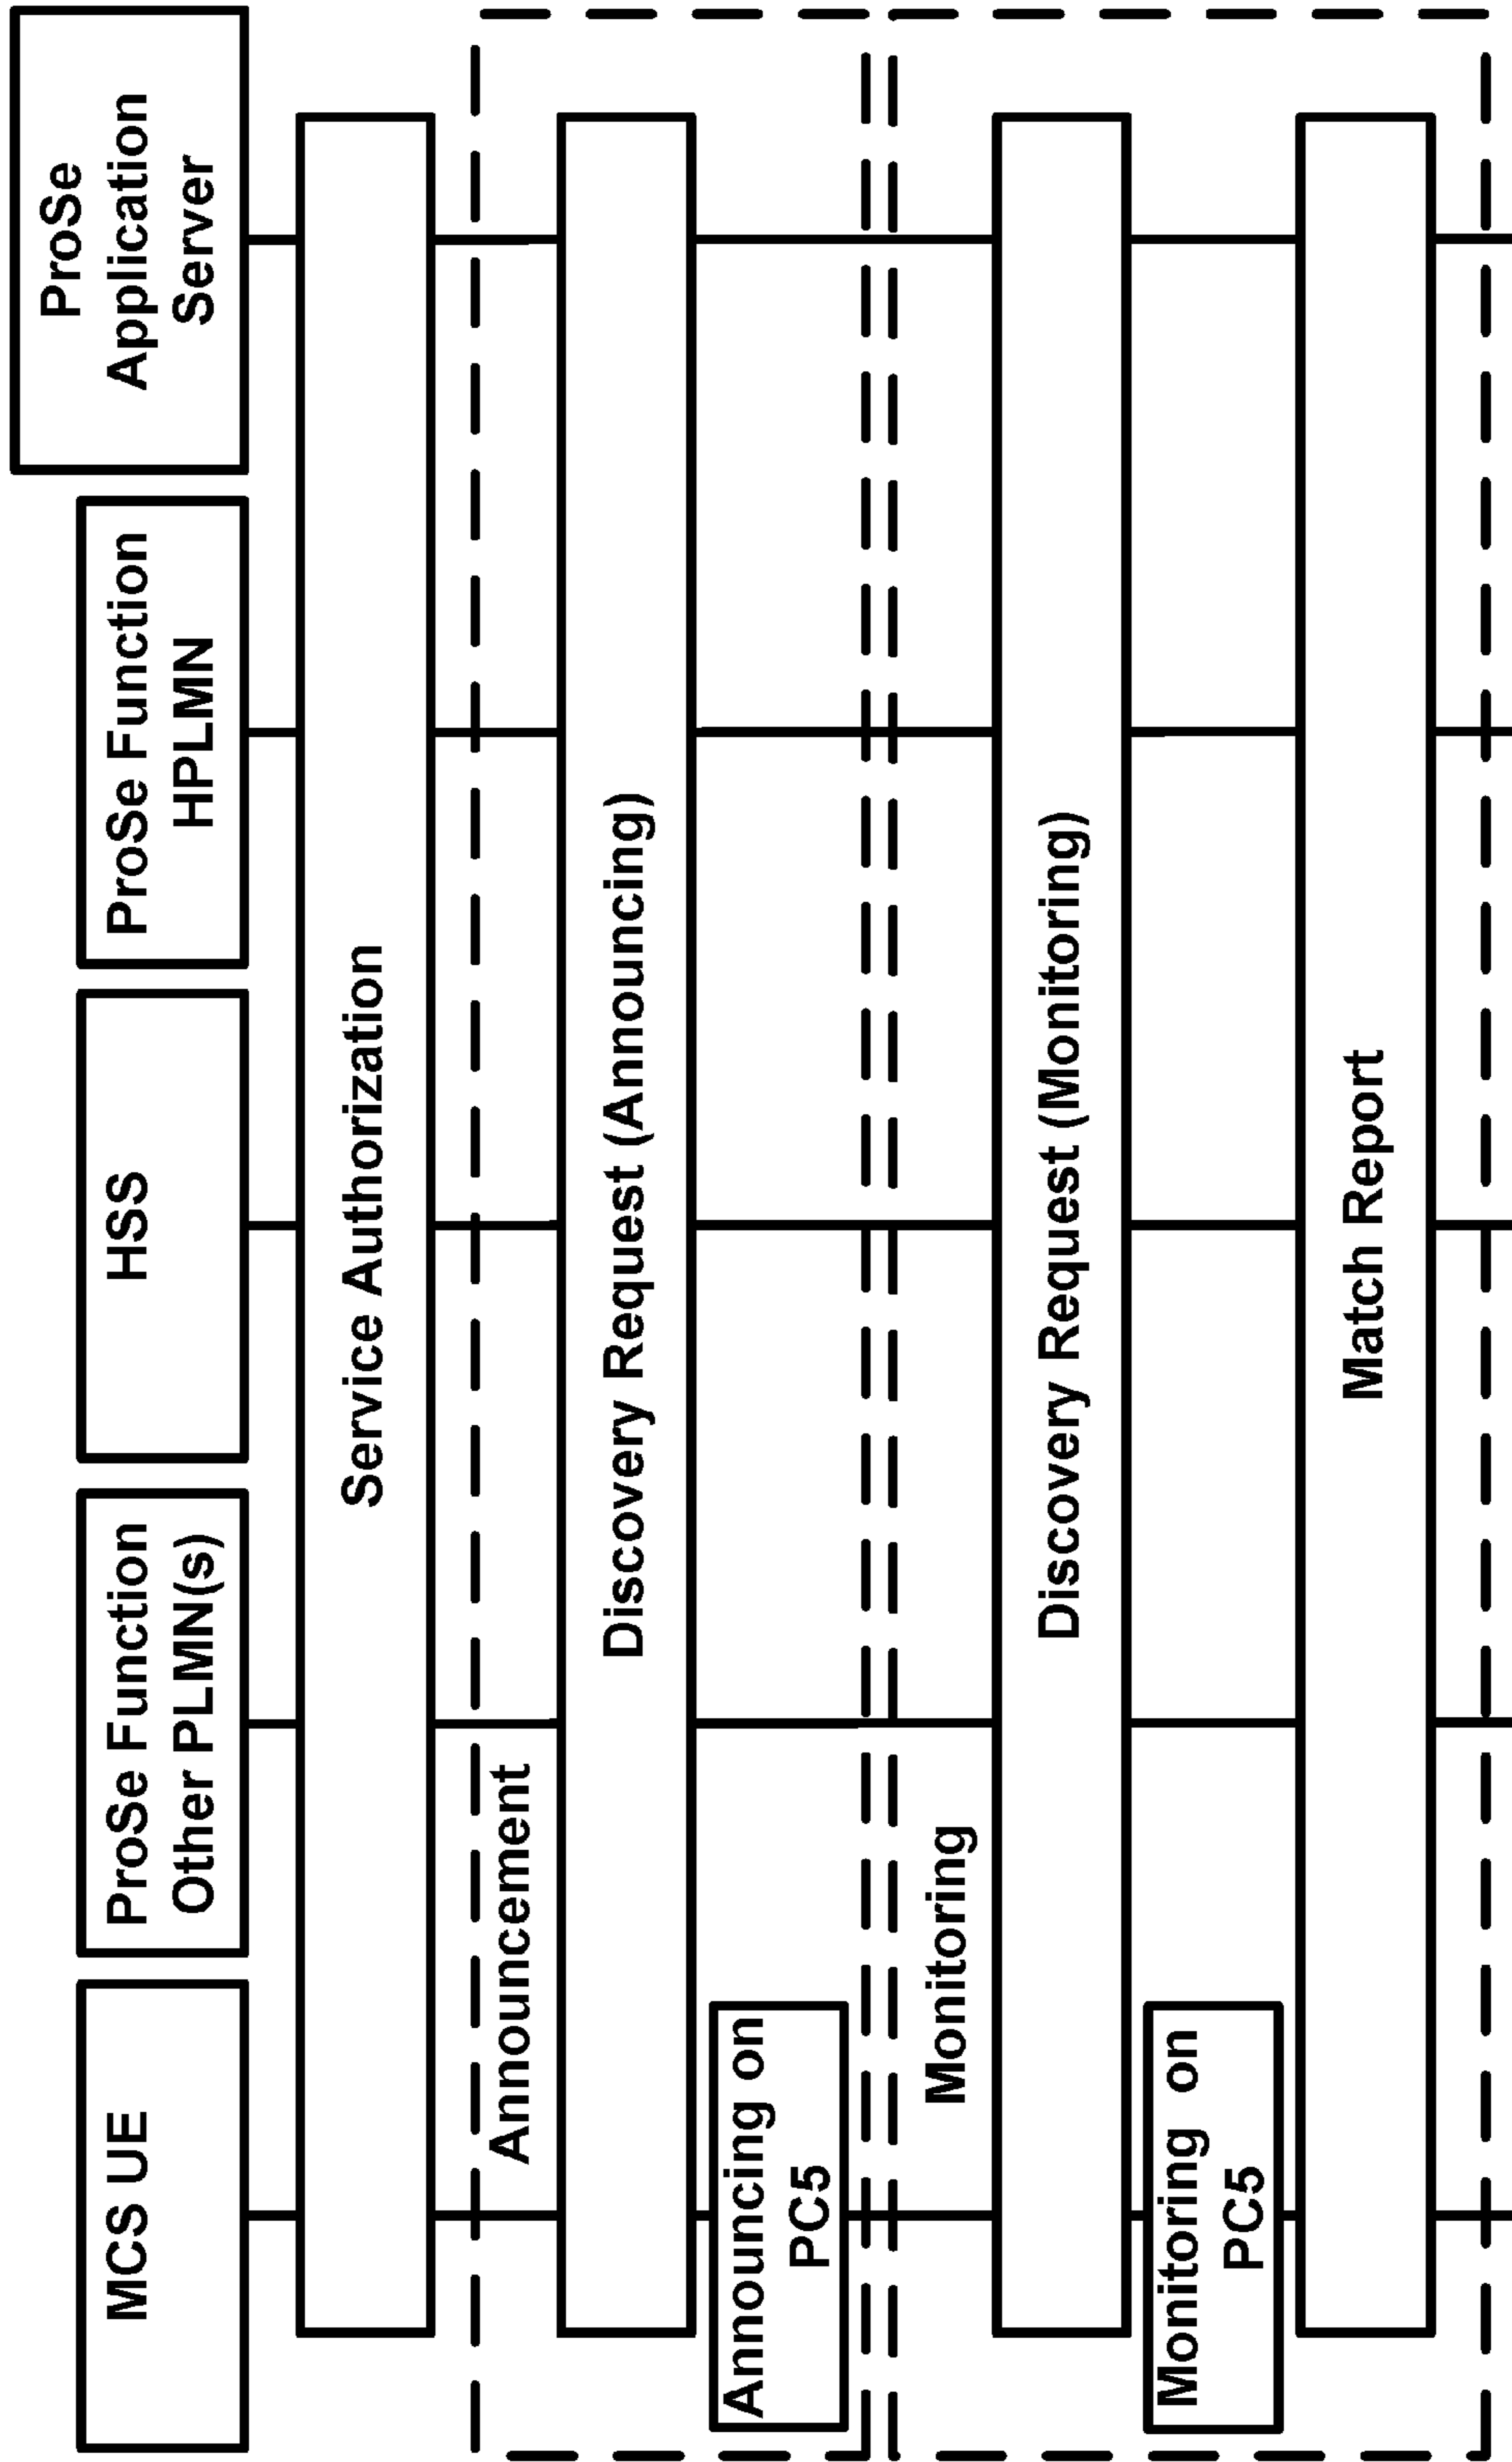 MCS UE
ProSe Function
Other PLMN(s)
HSS
ProSe Function
HPLMN
ProSe
Application
Server
Service Authorization
Announcement
Discovery Request (Announcing)
Announcing on
PC5
Monitoring
Discovery Request (Monitoring)
Monitoring on
PC5
Match Report